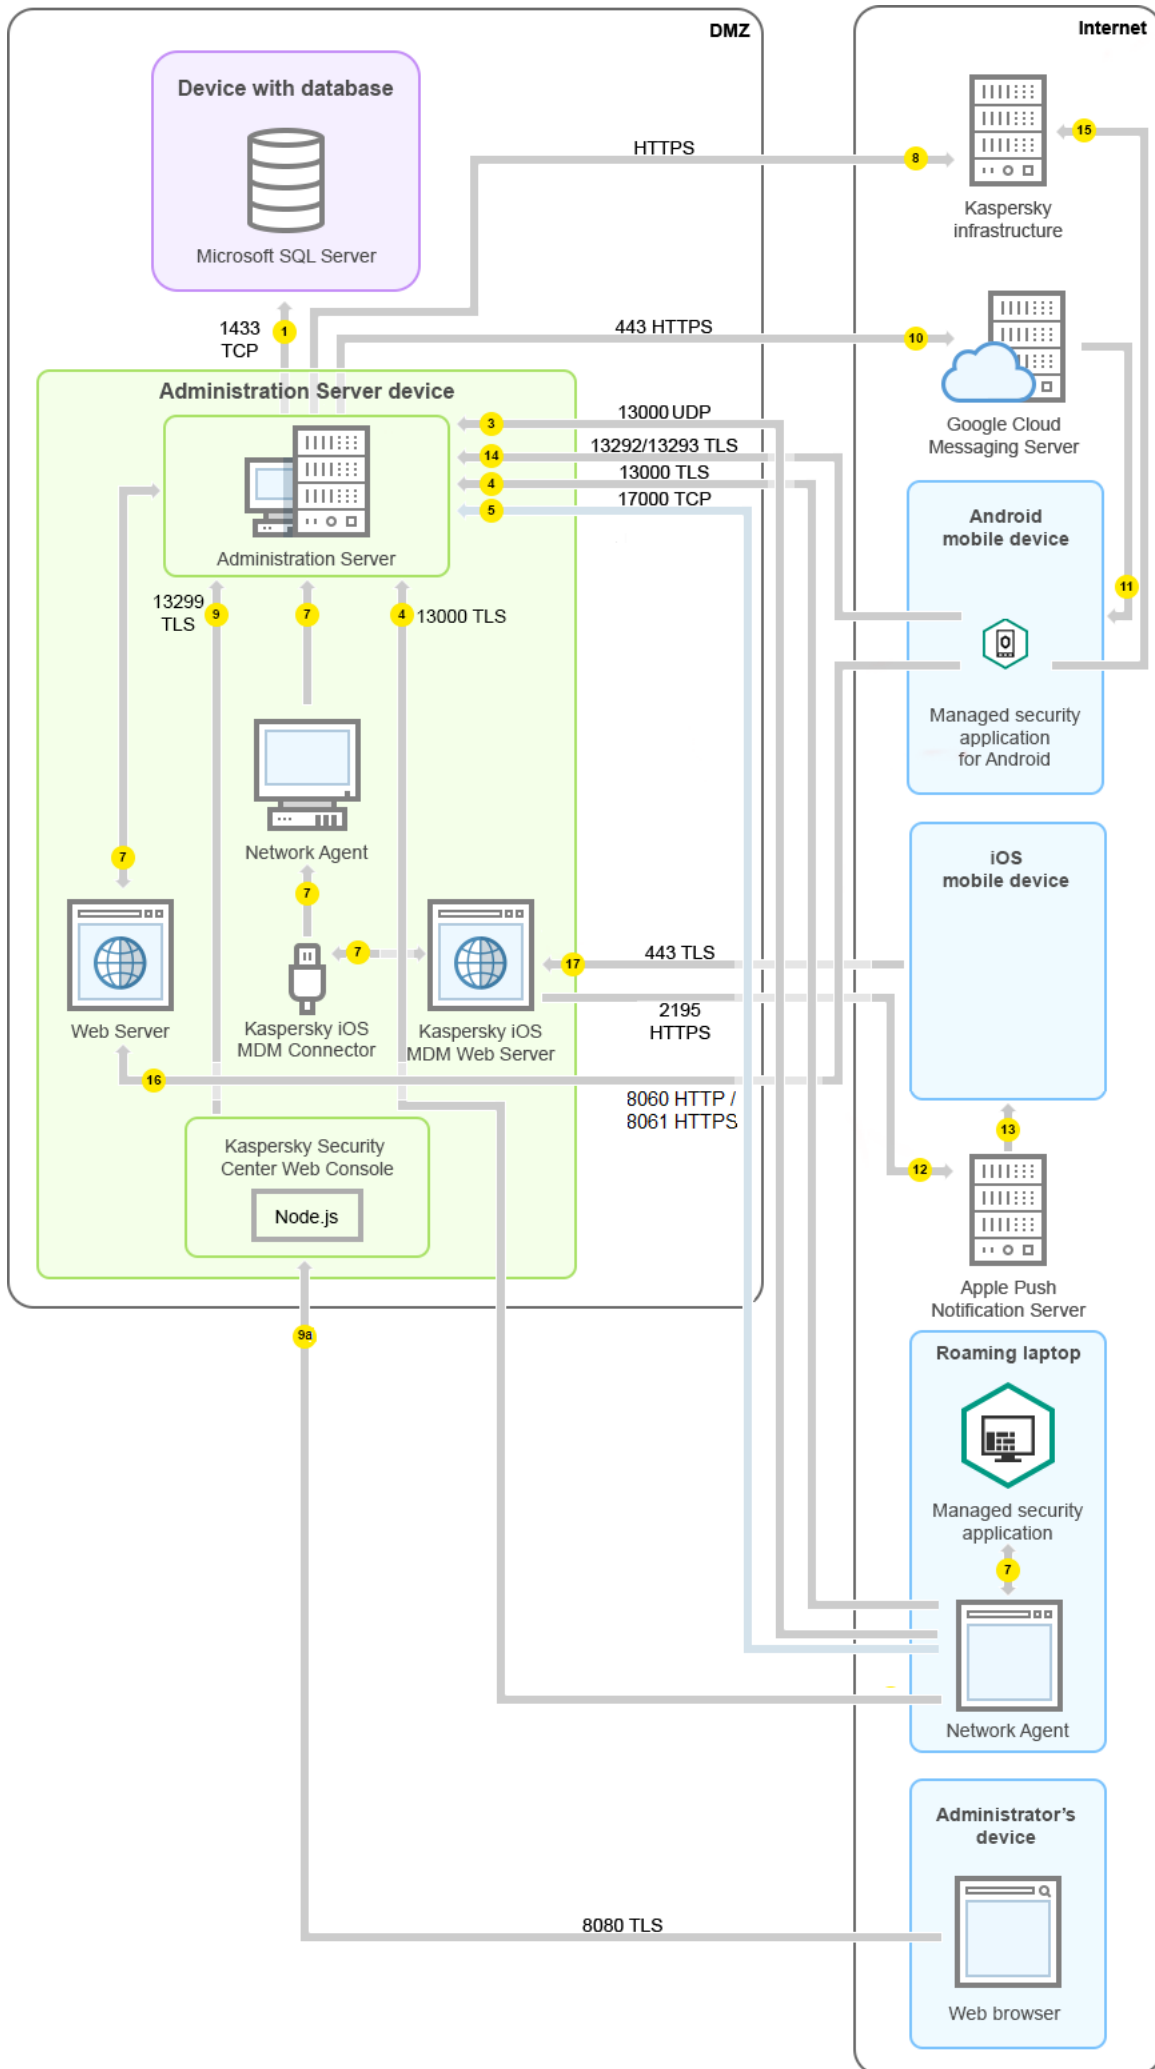 DMZ
Device with database
Microsoft SQL Server
HTTPS
8
1433
TCP
1
443 HTTPS
10
Administration Server device
Administration Server
3
13000 UDP
14
13292/13293 TLS
4
13000 TLS
5
17000 TCP
13299
TLS
9
7
4
13000 TLS
Network Agent
7
7
7
Web Server
Kaspersky iOS
MDM Connector
Kaspersky iOS
MDM Web Server
17
443 TLS
2195
HTTPS
16
8060 HTTP /
8061 HTTPS
12
Kaspersky Security
Center Web Console
Node.js
9a
8080 TLS
Internet
15
Kaspersky
infrastructure
Google Cloud
Messaging Server
Android
mobile device
11
Managed security
application
for Android
iOS
mobile device
13
Apple Push
Notification Server
Roaming laptop
Managed security
application
7
Network Agent
Administrator's
device
Web browser